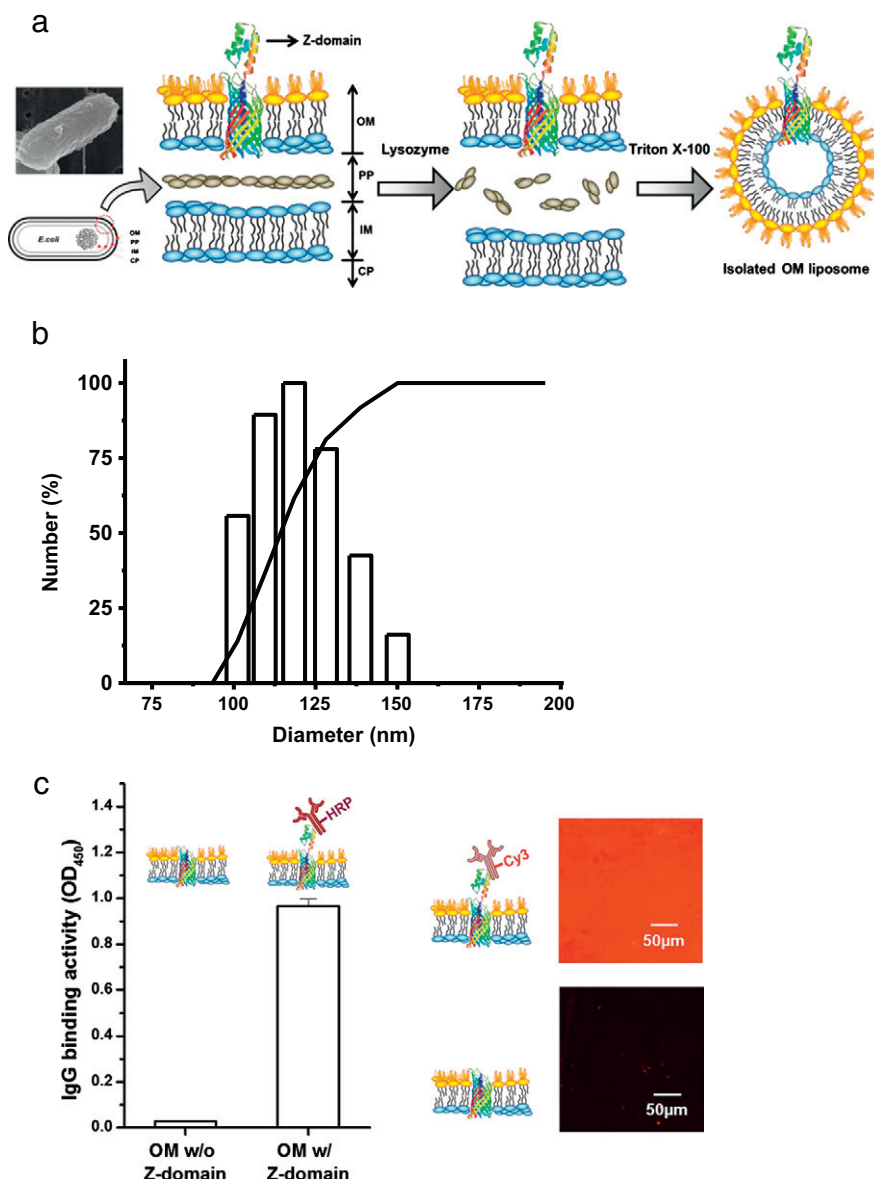 a
Z-domain
OM
PP
IM
CP
Lysozyme
Triton X-100
E.coli
OM
PP
IM
CP
Isolated OM liposome
b
Number (%)
100
75
50
25
0
75 100 125 150 175 200
Diameter (nm)
c
IgG binding activity (OD450)
1.4
1.2
1.0
0.8
0.6
0.4
0.2
0.0
HRP
OM w/o Z-domain
OM w/ Z-domain
Cy3
50μm
50μm